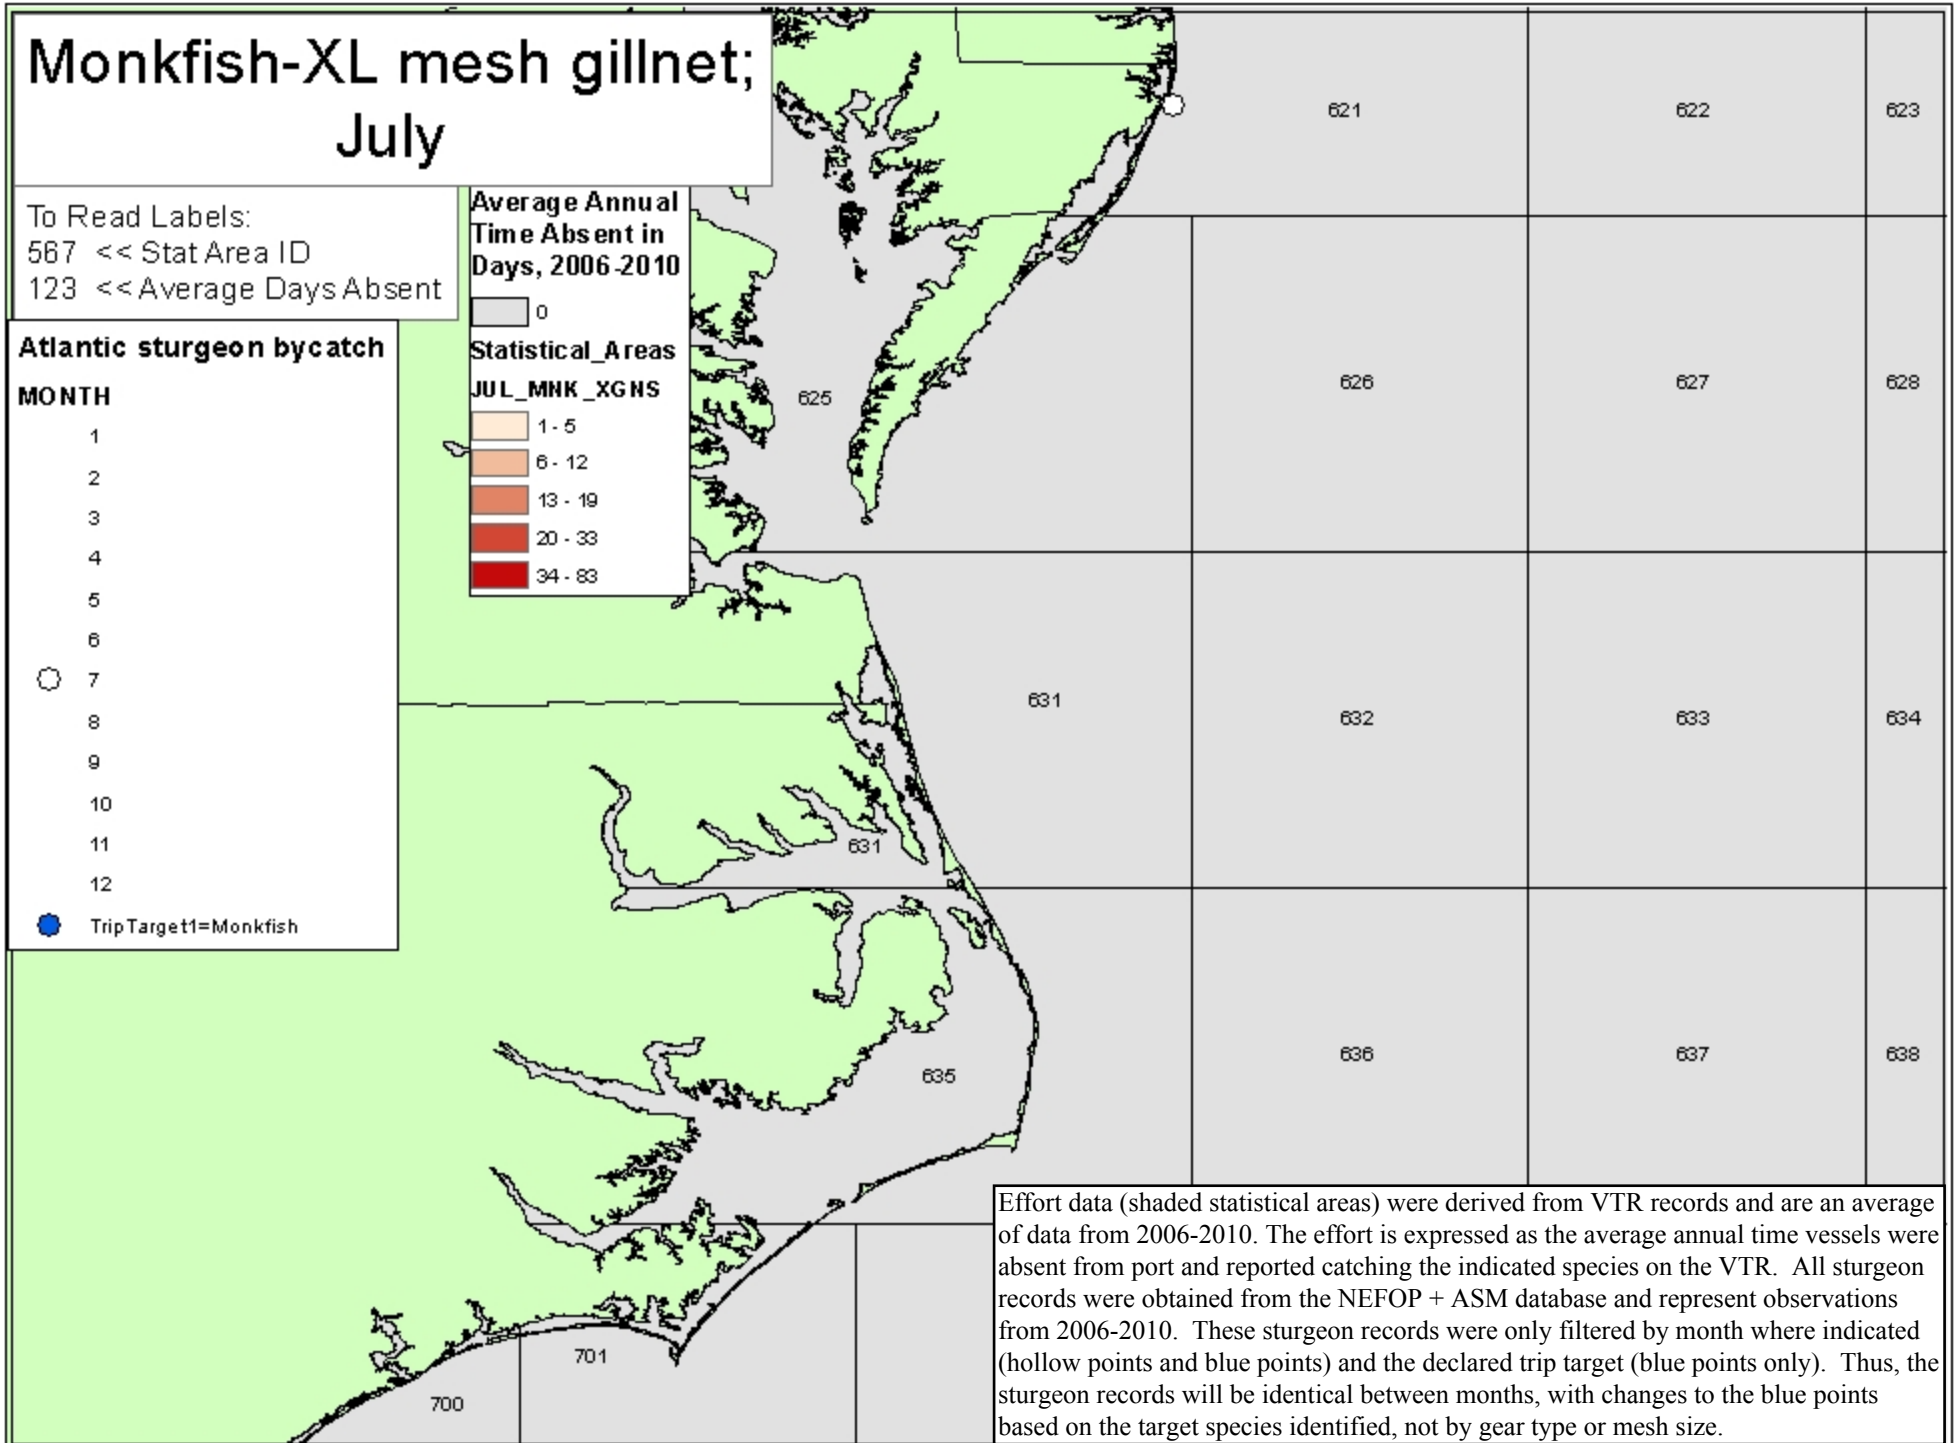 Monkfish-XL mesh gillnet;
July
To Read Labels:
567 << Stat Area ID
123 << Average Days Absent
Average Annual
Time Absent in
Days, 2006-2010
0
Statistical_Areas
JUL_MNK_XGNS
1 - 5
6 - 12
13 - 19
20 - 33
34 - 83
Atlantic sturgeon bycatch
MONTH
1
2
3
4
5
6
7
8
9
10
11
12
TripTarget1=Monkfish
621
622
623
625
626
627
628
631
632
633
634
631
635
636
637
638
701
700
Effort data (shaded statistical areas) were derived from VTR records and are an average
of data from 2006-2010. The effort is expressed as the average annual time vessels were
absent from port and reported catching the indicated species on the VTR.  All sturgeon
records were obtained from the NEFOP + ASM database and represent observations
from 2006-2010.  These sturgeon records were only filtered by month where indicated
(hollow points and blue points) and the declared trip target (blue points only).  Thus, the
sturgeon records will be identical between months, with changes to the blue points
based on the target species identified, not by gear type or mesh size.